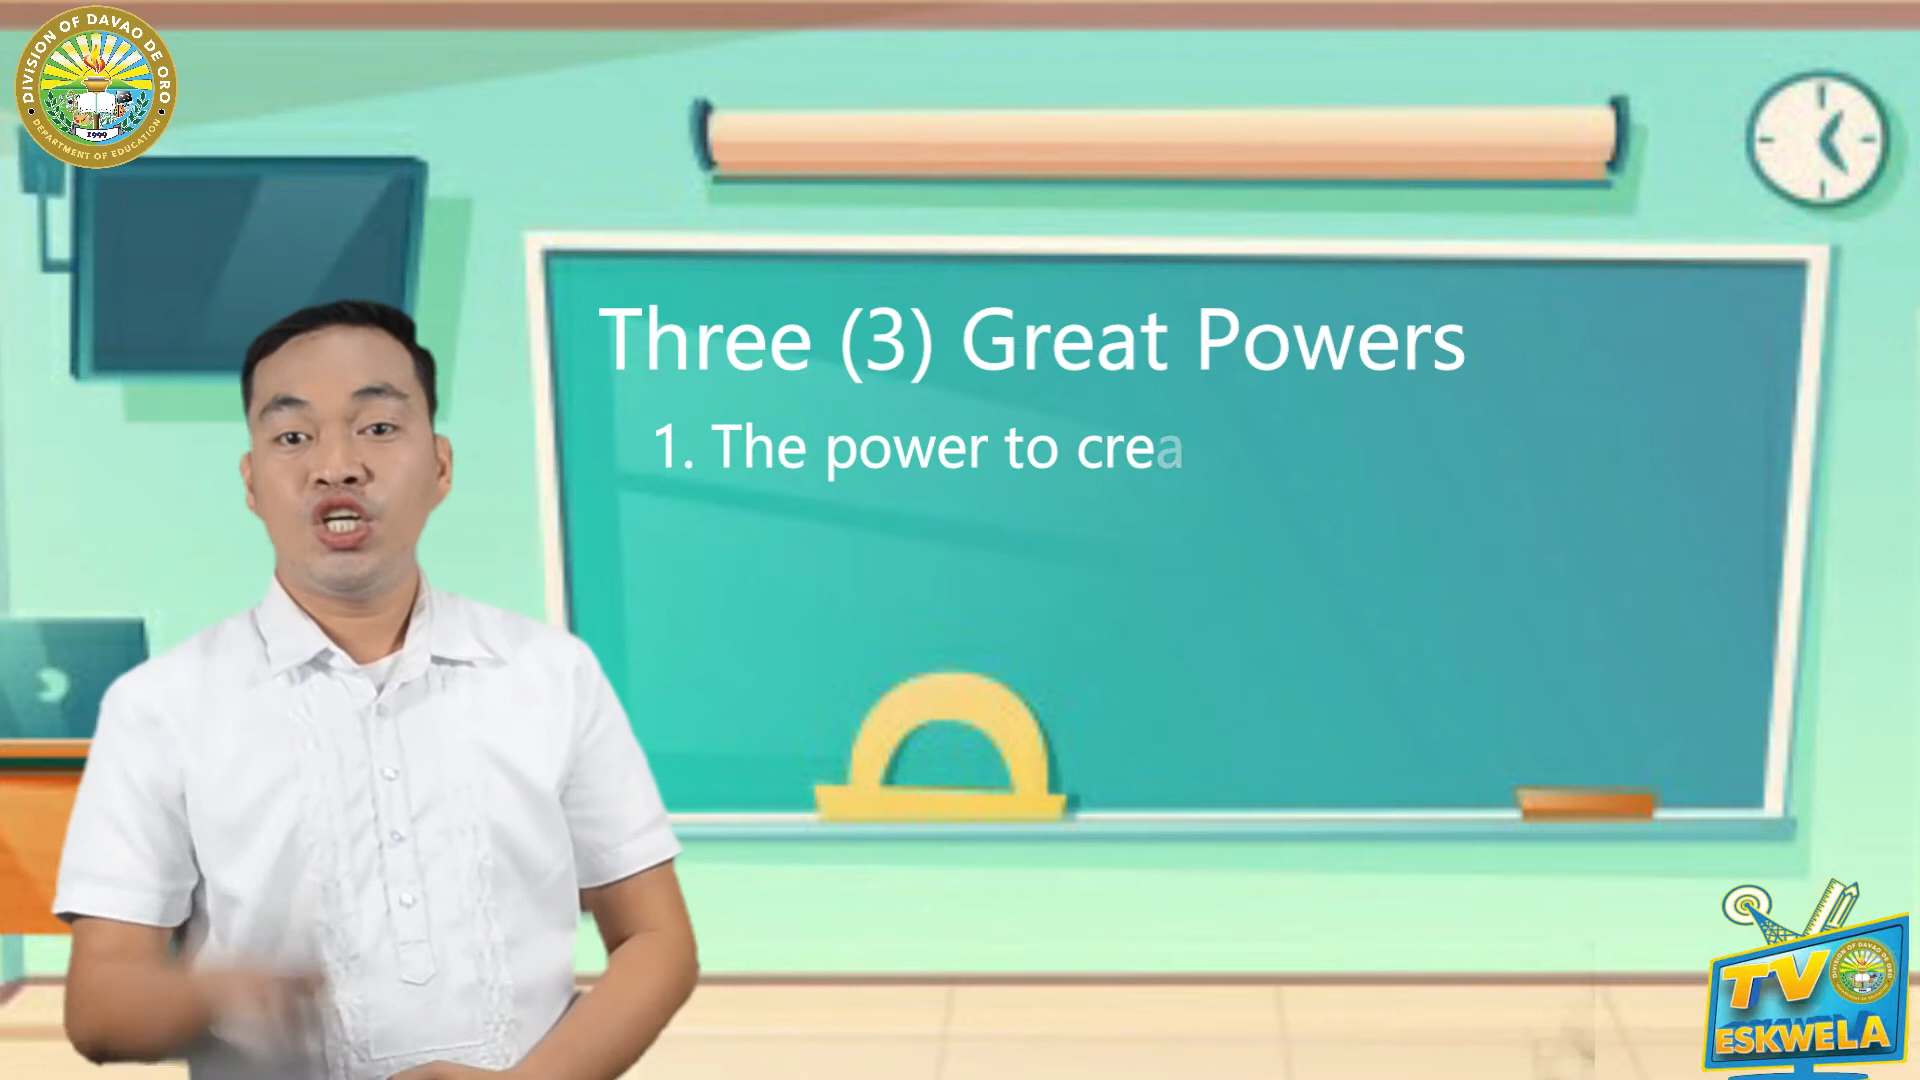 DIVISION OF DAVAO DE ORO
DEPARTMENT OF EDUCATION
1999
Three (3) Great Powers
1. The power to crea
TV
ESKWELA